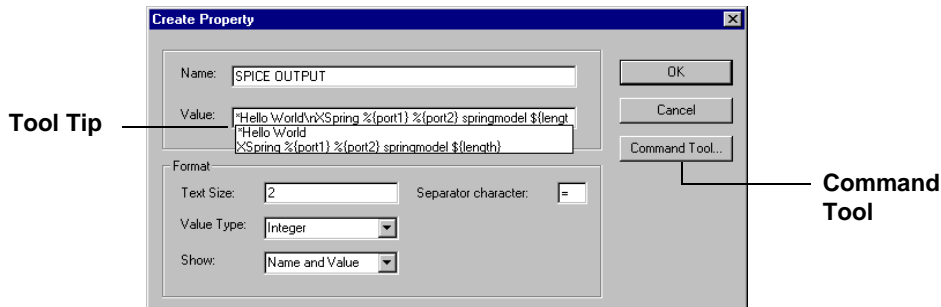 Create Property
Name: SPICE OUTPUT
OK
Value: *Hello World\nXSpring %{port1} %{port2} springmodel ${lengt
Cancel
Tool Tip
*Hello World
XSpring %{port1} %{port2} springmodel ${length}
Command Tool...
Format
Text Size: 2 Separator character: =
Command
Tool
Value Type: Integer
Show: Name and Value